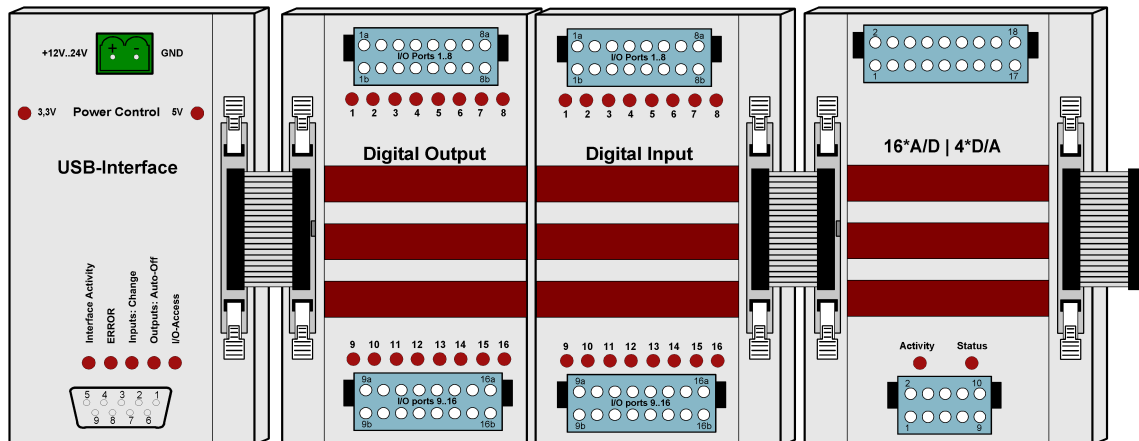 +12V..24V + - GND
3,3V Power Control 5V
USB-Interface
Interface Activity
ERROR
Inputs: Change
Outputs: Auto-Off
I/O-Access
5 4 3 2 1
9 8 7 6
1a 8a
I/O Ports 1..8
1b 8b
1 2 3 4 5 6 7 8
Digital Output
9 10 11 12 13 14 15 16
9a 16a
I/O ports 9..16
9b 16b
1a 8a
I/O Ports 1..8
1b 8b
1 2 3 4 5 6 7 8
Digital Input
9 10 11 12 13 14 15 16
9a 16a
I/O ports 9..16
9b 16b
2 18
1 17
16*A/D | 4*D/A
Activity Status
2 10
1 9